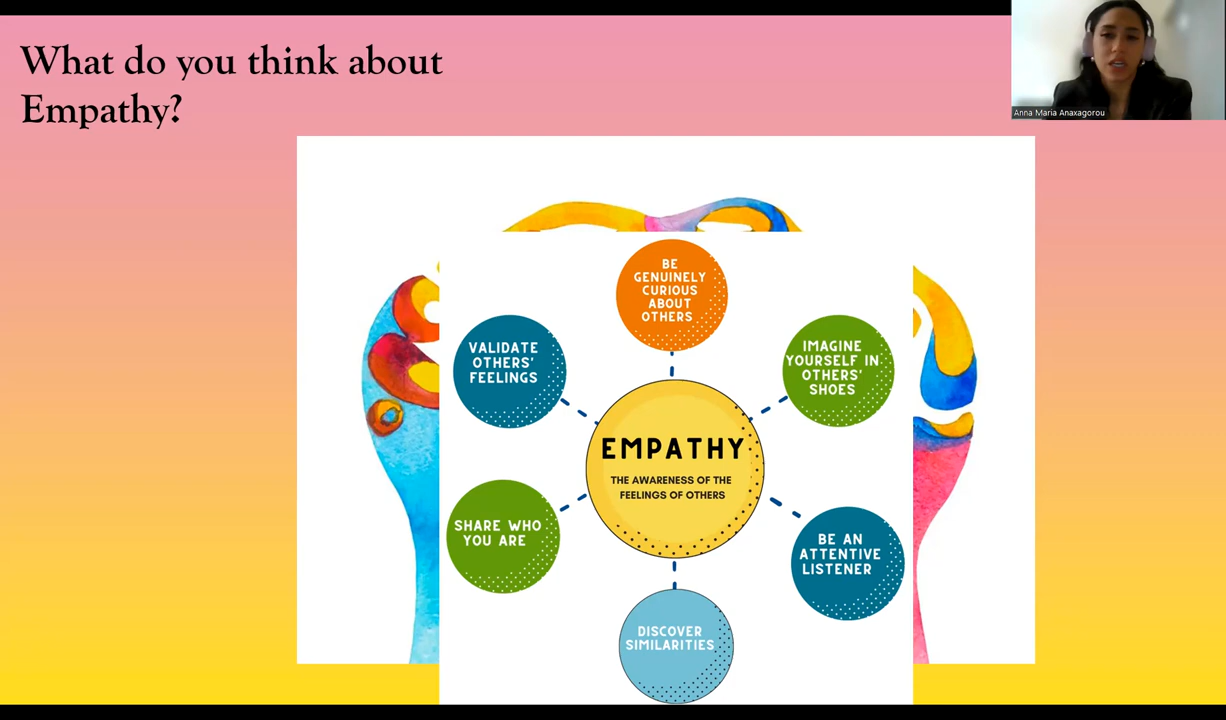 What do you think about
Empathy?
Anna Maria Anaxagorou
BE
GENUINELY
CURIOUS
ABOUT
OTHERS
VALIDATE
OTHERS'
FEELINGS
IMAGINE
YOURSELF IN
OTHERS'
SHOES
EMPATHY
THE AWARENESS OF THE
FEELINGS OF OTHERS
SHARE WHO
YOU ARE
BE AN
ATTENTIVE
LISTENER
DISCOVER
SIMILARITIES